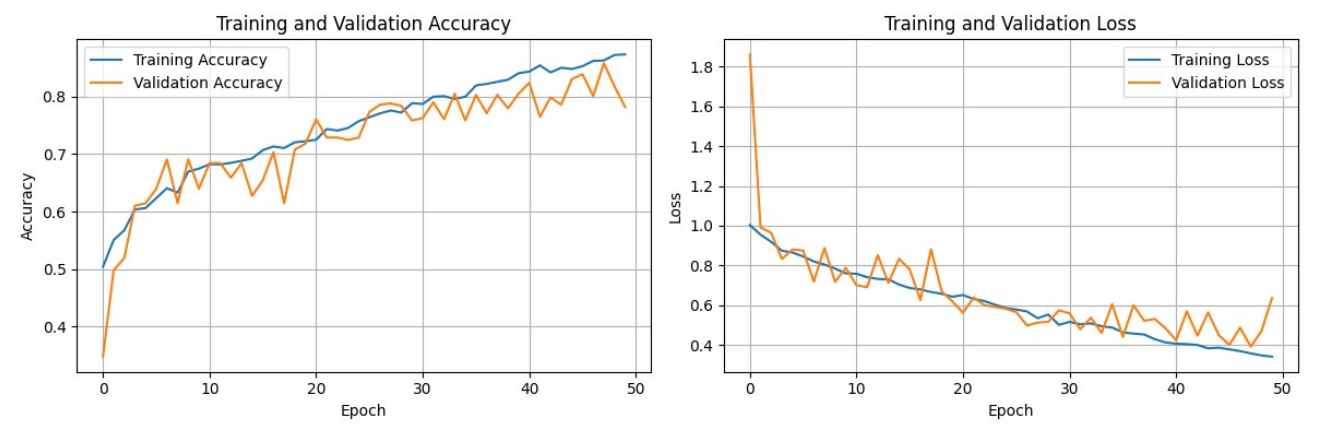 Training and Validation Accuracy
Training Accuracy
Validation Accuracy
0.8
0.7
0.6
0.5
0.4
Accuracy
0
10
20
30
40
50
Epoch
Training and Validation Loss
Training Loss
Validation Loss
1.8
1.6
1.4
1.2
1.0
0.8
0.6
0.4
Loss
0
10
20
30
40
50
Epoch